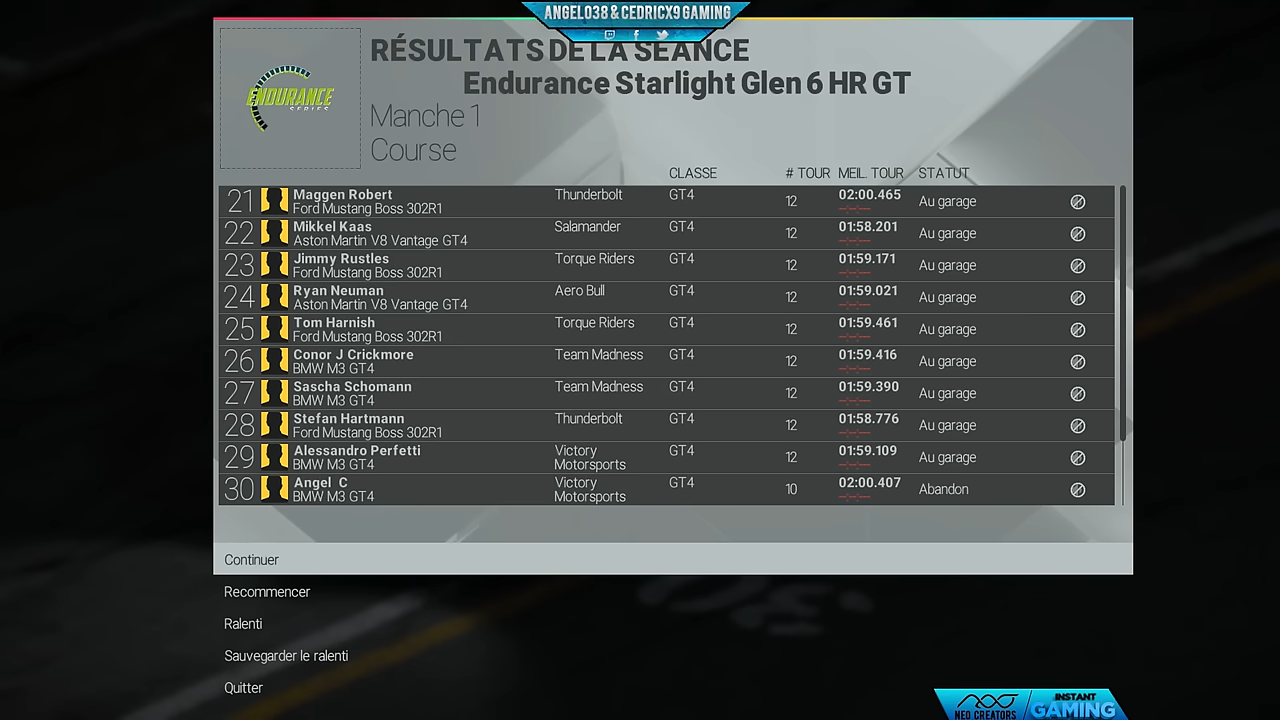 ANGELO38 & CEDRICX9 GAMING
RÉSULTATS DE LA SÉANCE
Endurance Starlight Glen 6 HR GT
ENDURANCE
SERIES
Manche 1
Course
CLASSE # TOUR MEIL. TOUR STATUT
21 Maggen Robert Thunderbolt GT4 12 02:00.465 Au garage
Ford Mustang Boss 302R1 --:--.---
22 Mikkel Kaas Salamander GT4 12 01:58.201 Au garage
Aston Martin V8 Vantage GT4 --:--.---
23 Jimmy Rustles Torque Riders GT4 12 01:59.171 Au garage
Ford Mustang Boss 302R1 --:--.---
24 Ryan Neuman Aero Bull GT4 12 01:59.021 Au garage
Aston Martin V8 Vantage GT4 --:--.---
25 Tom Harnish Torque Riders GT4 12 01:59.461 Au garage
Ford Mustang Boss 302R1 --:--.---
26 Conor J Crickmore Team Madness GT4 12 01:59.416 Au garage
BMW M3 GT4 --:--.---
27 Sascha Schomann Team Madness GT4 12 01:59.390 Au garage
BMW M3 GT4 --:--.---
28 Stefan Hartmann Thunderbolt GT4 12 01:58.776 Au garage
Ford Mustang Boss 302R1 --:--.---
29 Alessandro Perfetti Victory GT4 12 01:59.109 Au garage
BMW M3 GT4 Motorsports --:--.---
30 Angel C Victory GT4 10 02:00.407 Abandon
BMW M3 GT4 Motorsports --:--.---
Continuer
Recommencer
Ralenti
Sauvegarder le ralenti
Quitter
NEO CREATORS
INSTANT
GAMING